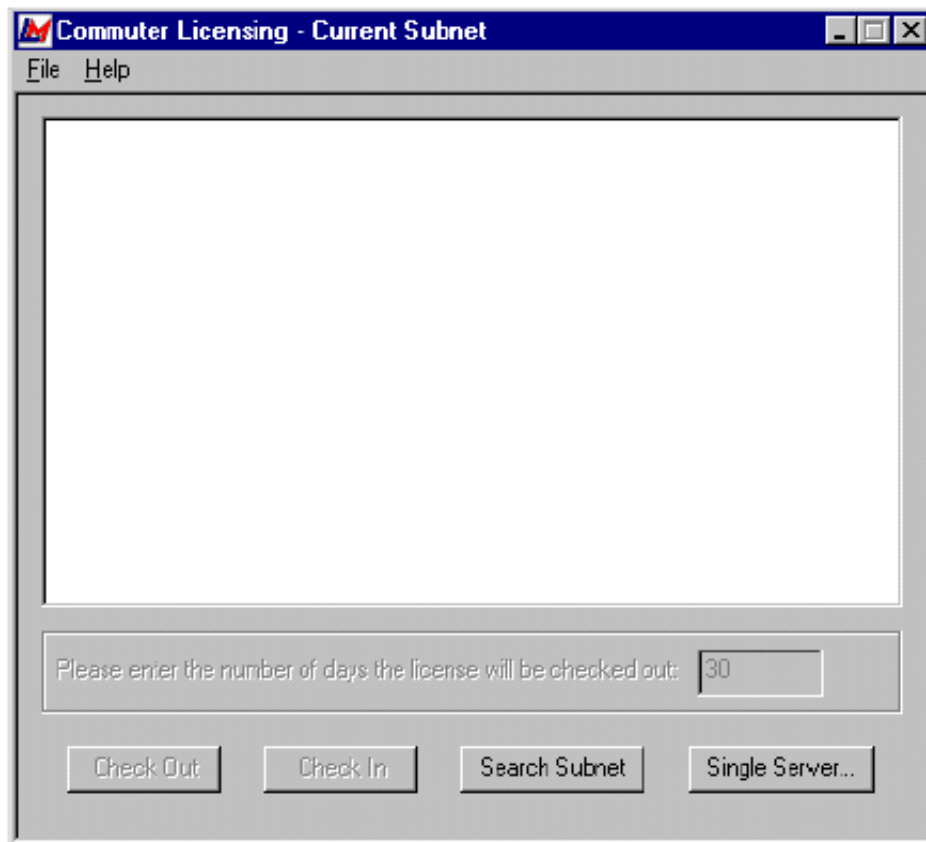 Commuter Licensing - Current Subnet
File Help
Please enter the number of days the license will be checked out: 30
Check Out Check In Search Subnet Single Server...